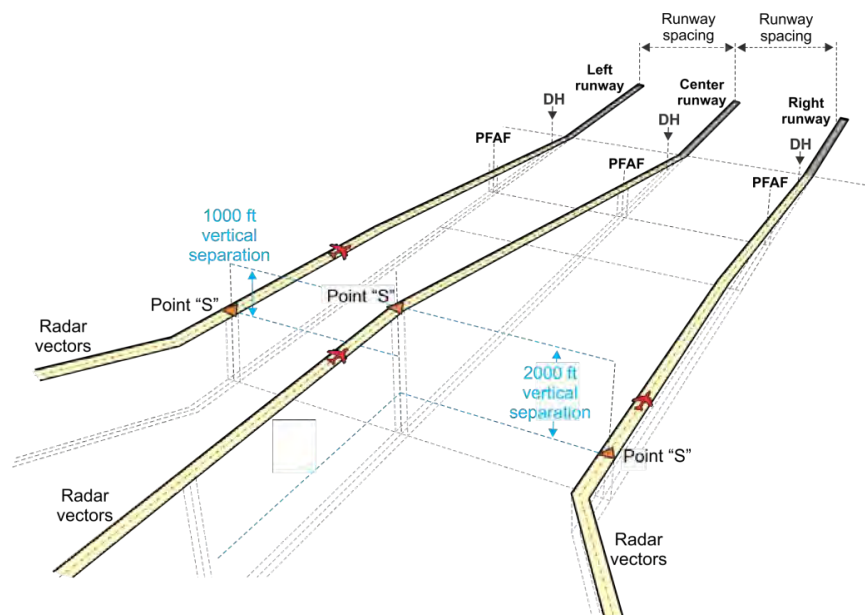 Runway
spacing
Runway
spacing
Left
runway
Center
runway
Right
runway
DH
DH
DH
PFAF
PFAF
PFAF
1000 ft
vertical
separation
Point “S”
Point “S”
Radar
vectors
2000 ft
vertical
separation
Point “S”
Radar
vectors
Radar
vectors